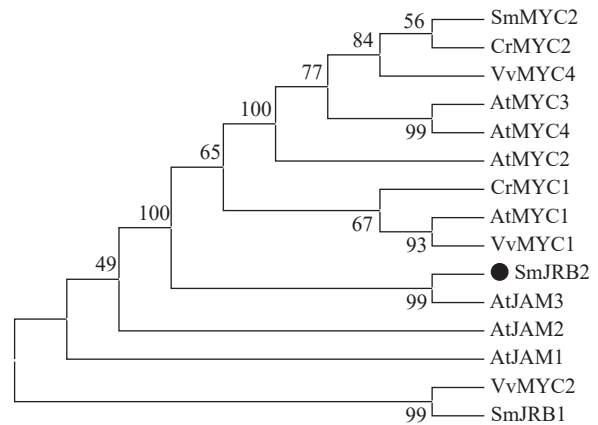 SmMYC2
56
CrMYC2
84
VvMYC4
77
AtMYC3
99
AtMYC4
100
AtMYC2
65
CrMYC1
67
AtMYC1
93
VvMYC1
100
SmJRB2
99
AtJAM3
49
AtJAM2
AtJAM1
VvMYC2
99
SmJRB1